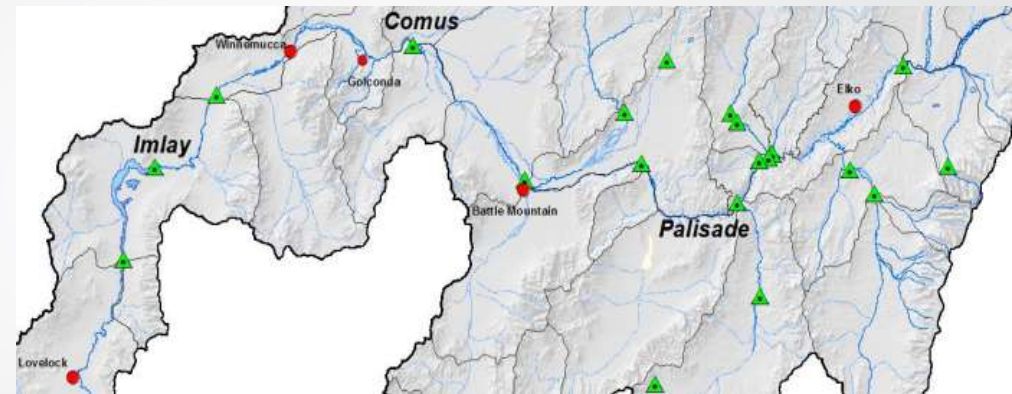 Comus
Winnemucca
Golconda
Elko
Imlay
Battle Mountain
Palisade
Lovelock